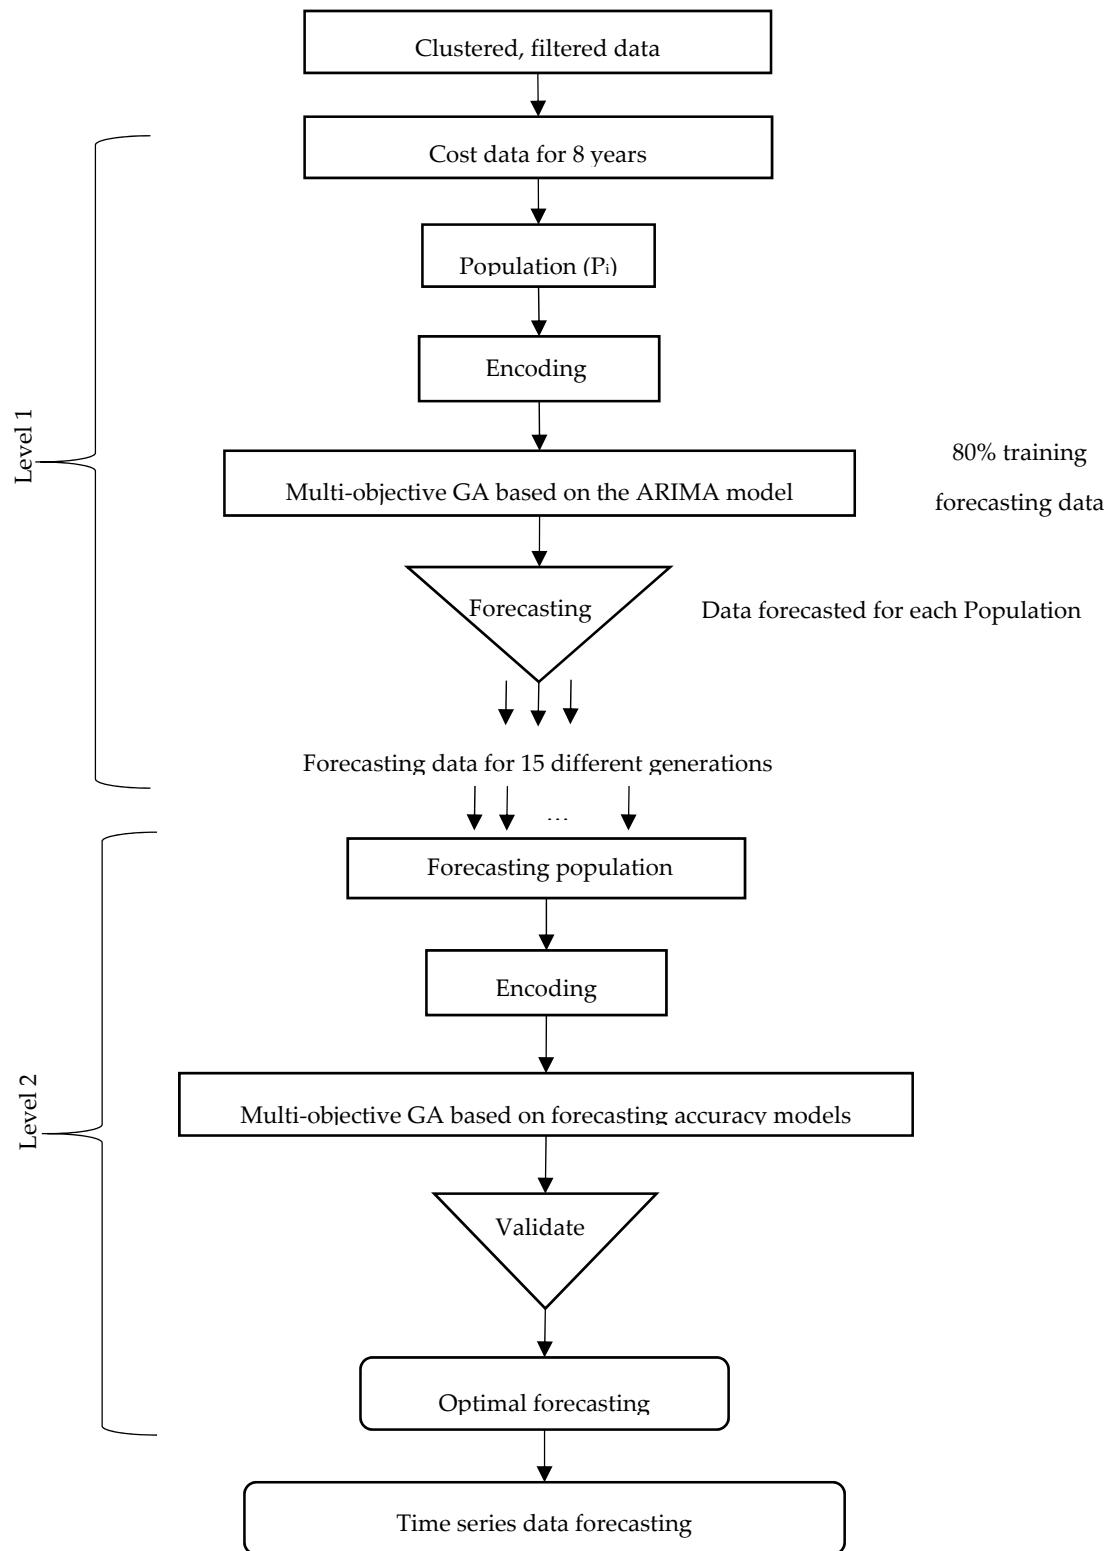 Clustered, filtered data
Cost data for 8 years
Population (Pi)
Encoding
Level 1
Multi-objective GA based on the ARIMA model
80% training
forecasting data
Forecasting
Data forecasted for each Population
Forecasting data for 15 different generations
...
Forecasting population
Encoding
Level 2
Multi-objective GA based on forecasting accuracy models
Validate
Optimal forecasting
Time series data forecasting